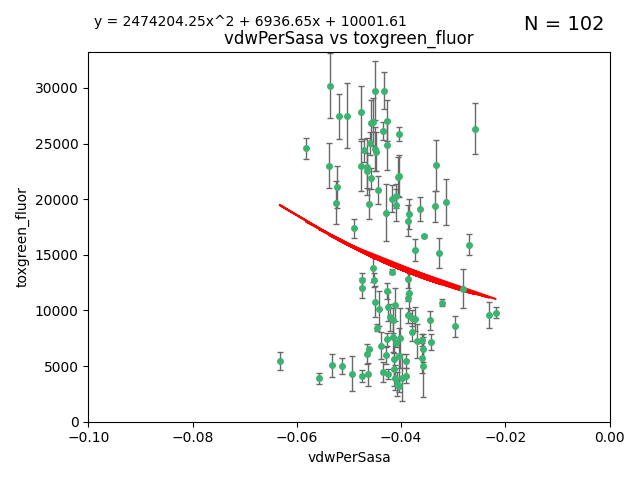 y = 2474204.25x^2 + 6936.65x + 10001.61
N = 102
vdwPerSasa vs toxgreen_fluor
toxgreen_fluor
30000
25000
20000
15000
10000
5000
0
−0.10
−0.08
−0.06
−0.04
−0.02
0.00
vdwPerSasa